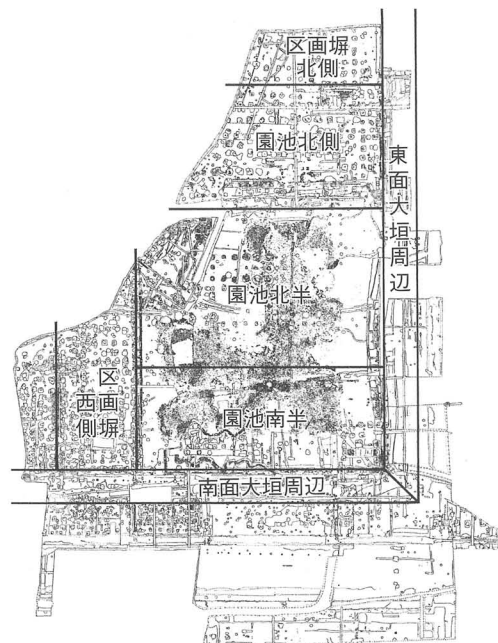 区画塀
北側
園池北側
東面大垣周辺
園池北半
区画塀
西側
園池南半
南面大垣周辺